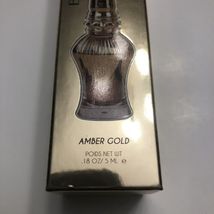 AMBER GOLD
POIDS NET WT
.18 OZ/ 5 ML e